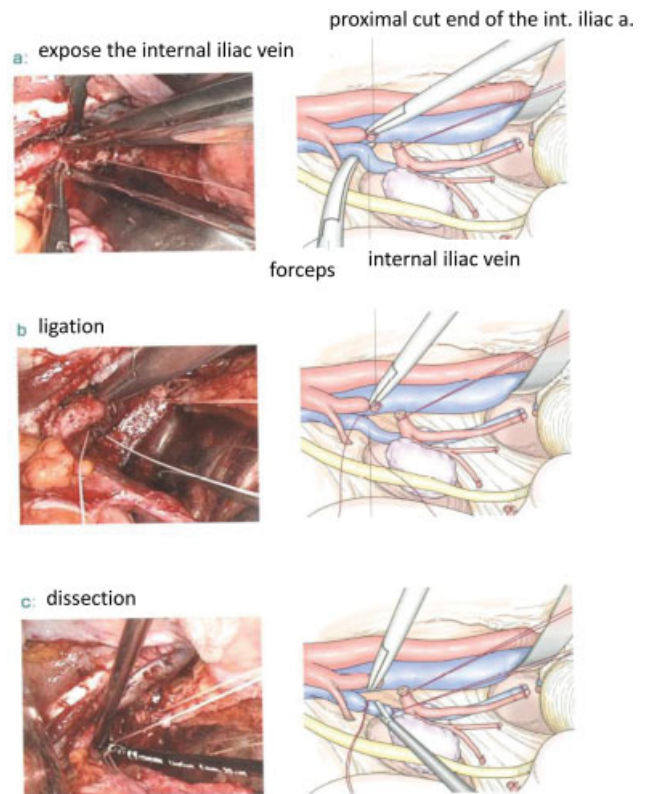 proximal cut end of the int. iliac a.
a: expose the internal iliac vein
forceps
internal iliac vein
b ligation
c: dissection